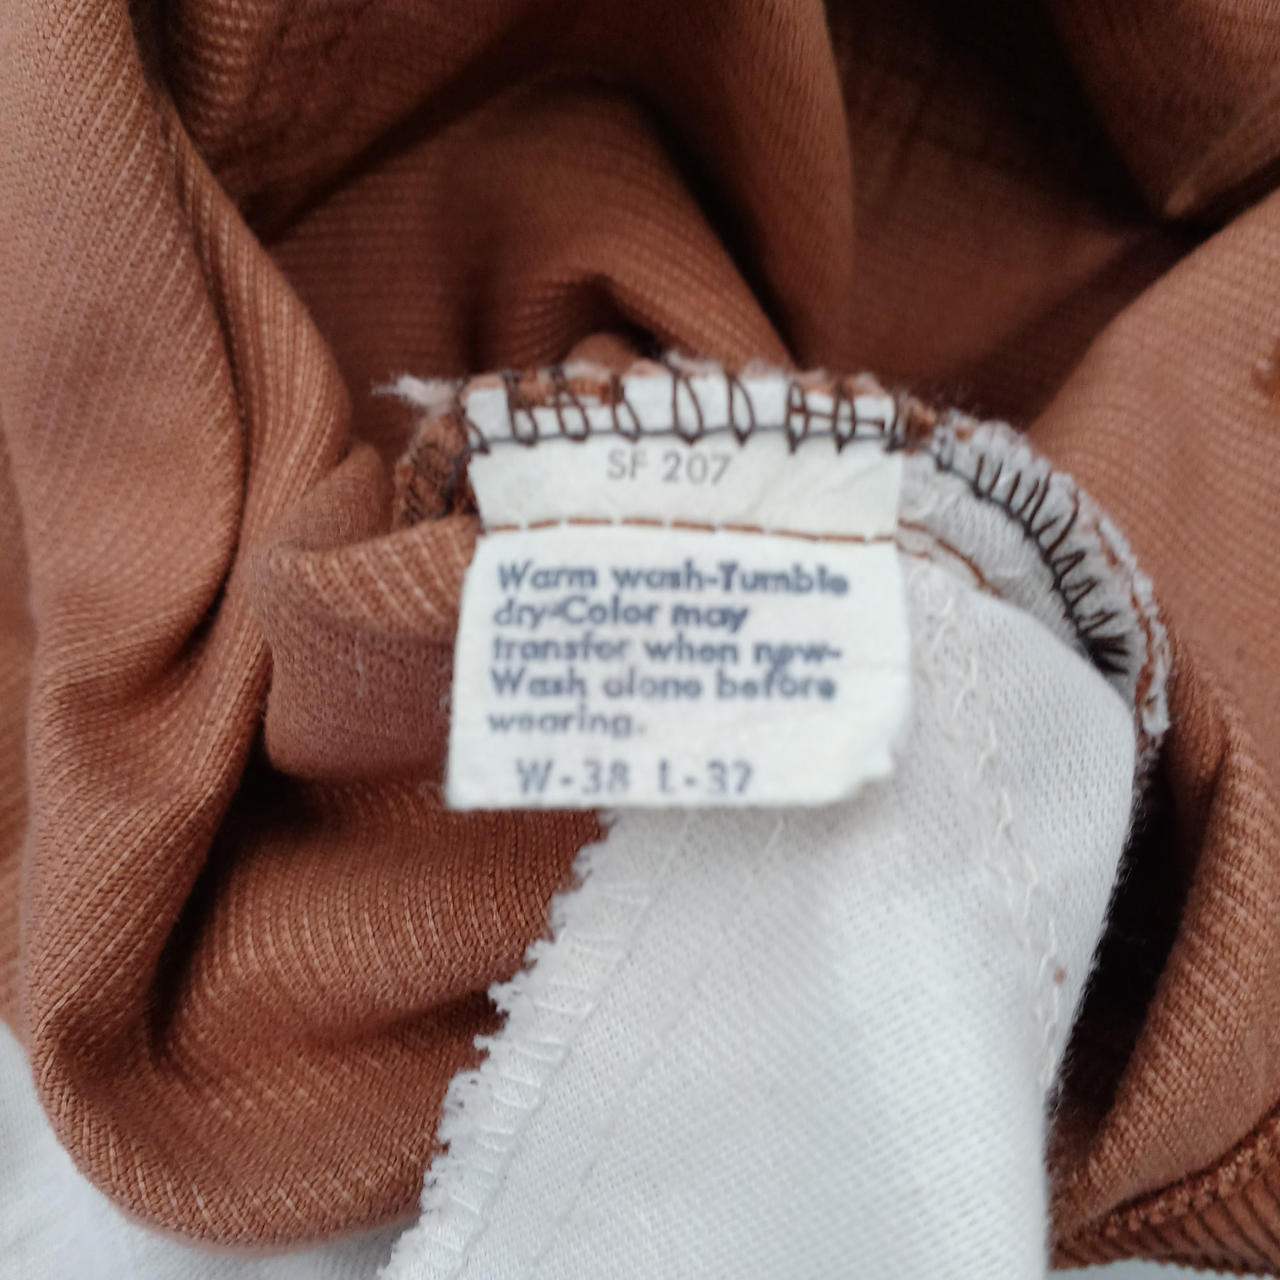 SF 207
Warm wash-Tumble
dry-Color may
transfer when new-
Wash alone before
wearing.
W-38 L-32